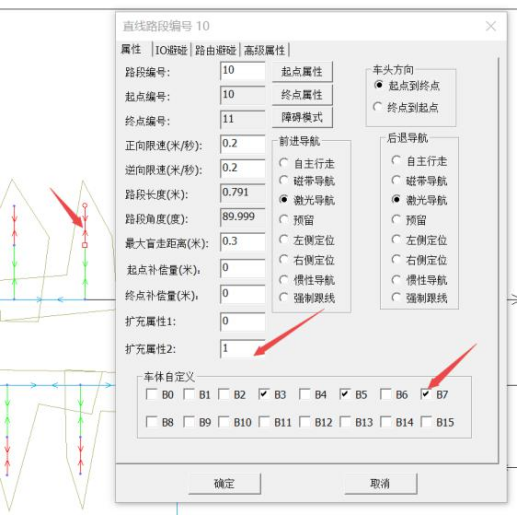 直线路段编号 10
属性 IO避碰 路由避碰 高级属性
路段编号: 10 起点属性
起点编号: 10 终点属性
终点编号: 11 障碍模式
正向限速(米/秒): 0.2
逆向限速(米/秒): 0.2
路段长度(米): 0.791
路段角度(度): 89.999
最大盲走距离(米): 0.3
起点补偿量(米): 0
终点补偿量(米): 0
扩充属性1: 0
扩充属性2: 1
车头方向
起点到终点
终点到起点
前进导航
自主行走
磁带导航
激光导航
预留
左侧定位
右侧定位
惯性导航
强制跟线
后退导航
自主行走
磁带导航
激光导航
预留
左侧定位
右侧定位
惯性导航
强制跟线
车体自定义
B0 B1 B2 B3 B4 B5 B6 B7
B8 B9 B10 B11 B12 B13 B14 B15
确定 取消